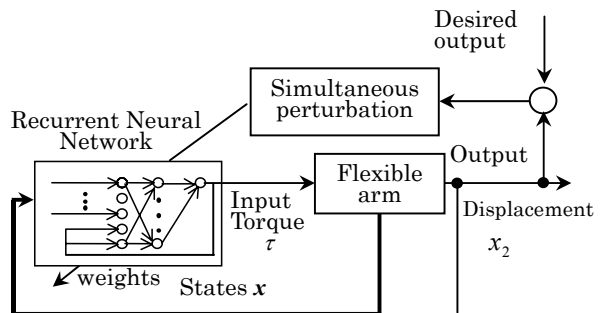 Desired
output
Simultaneous
perturbation
Recurrent Neural
Network
Output
Flexible
arm
Input
Torque
τ
Displacement
x₂
weights
States x